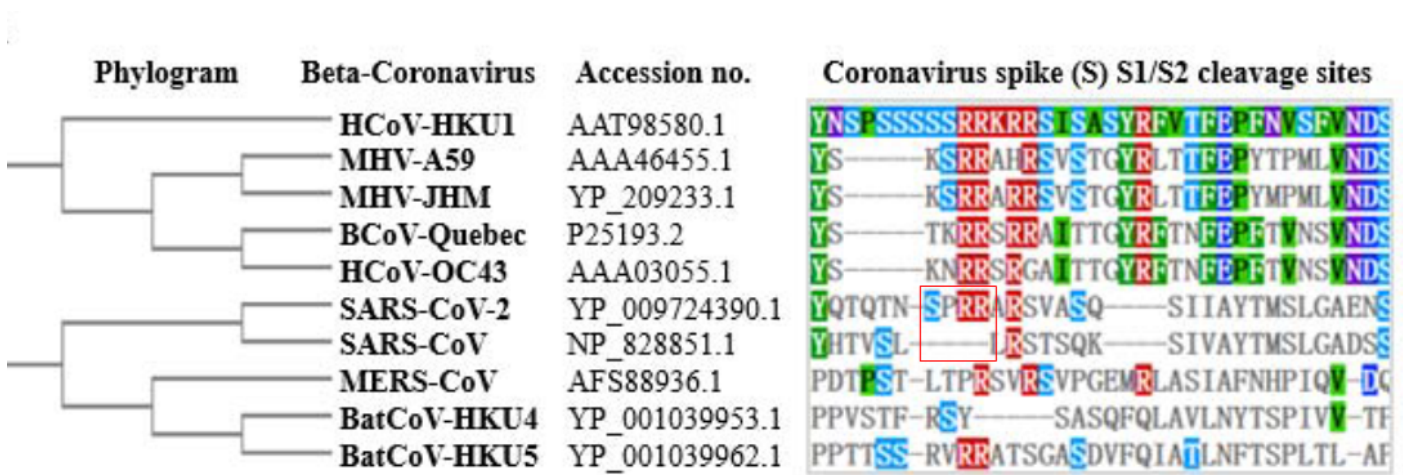 Phylogram Beta-Coronavirus Accession no. Coronavirus spike (S) S1/S2 cleavage sites
HCoV-HKU1 AAT98580.1 YNSPSSSSSRRKRRSISASYRFVTFEPFNVSFVNDS
MHV-A59 AAA46455.1 YS-----KSRRAHRSVSTGYRLTTFEPYTPMLVNDS
MHV-JHM YP_209233.1 YS-----KSRRARRSVSTGYRLTTFEPYMPMLVNDS
BCoV-Quebec P25193.2 YS-----TKRRSRRAITTGYRFTNFEPFTVNSVNDS
HCoV-OC43 AAA03055.1 YS-----KNRRSRGAITTGYRFTNFEPFTVNSVNDS
SARS-CoV-2 YP_009724390.1 YQTQTN-SPRRARSVASQ----SIIAYTMSLGAENS
SARS-CoV NP_828851.1 YHTVSL-----LRSTSQK----SIVAYTMSLGADSS
MERS-CoV AFS88936.1 PDTPST-LTPRSVRSVPGEMRLASIAFNHPIQV-DQ
BatCoV-HKU4 YP_001039953.1 PPVSTF-RSY-----SASQFQLAVLNYTSPIVV-TF
BatCoV-HKU5 YP_001039962.1 PPTTSS-RVRRATSGASDVFQIATLNFTSPLTL-AF